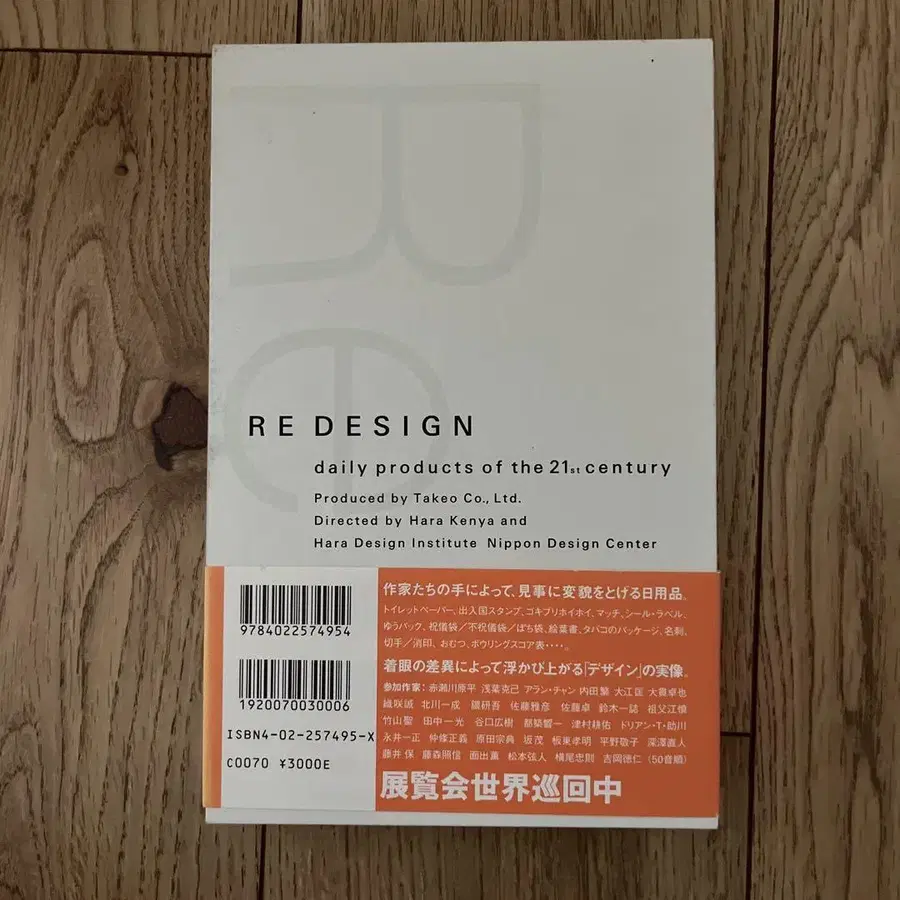 Re
RE DESIGN
daily products of the 21st century
Produced by Takeo Co., Ltd.
Directed by Hara Kenya and
Hara Design Institute Nippon Design Center
9784022574954
1920070030006
ISBN4-02-257495-X
C0070 ¥3000E
作家たちの手によって、見事に変貌をとげる日用品。
トイレットペーパー、出入国スタンプ、ゴキブリホイホイ、マッチ、シール・ラベル、
ゆうパック、祝儀袋/不祝儀袋/ぽち袋、絵葉書、タバコのパッケージ、名刺、
切手/消印、おむつ、ボウリングスコア表・・・・。
着眼の差異によって浮かび上がる「デザイン」の実像。
参加作家:赤瀬川原平 浅葉克己 アラン・チャン 内田繁 大江匡 大貫卓也
織咲誠 北川一成 隈研吾 佐藤雅彦 佐藤卓 鈴木一誌 祖父江慎
竹山聖 田中一光 谷口広樹 都築響一 津村耕佑 ドリアン・T・助川
永井一正 仲條正義 原田宗典 坂茂 板東孝明 平野敬子 深澤直人
藤井保 藤森照信 面出薫 松本弦人 横尾忠則 吉岡徳仁 (50音順)
展覧会世界巡回中